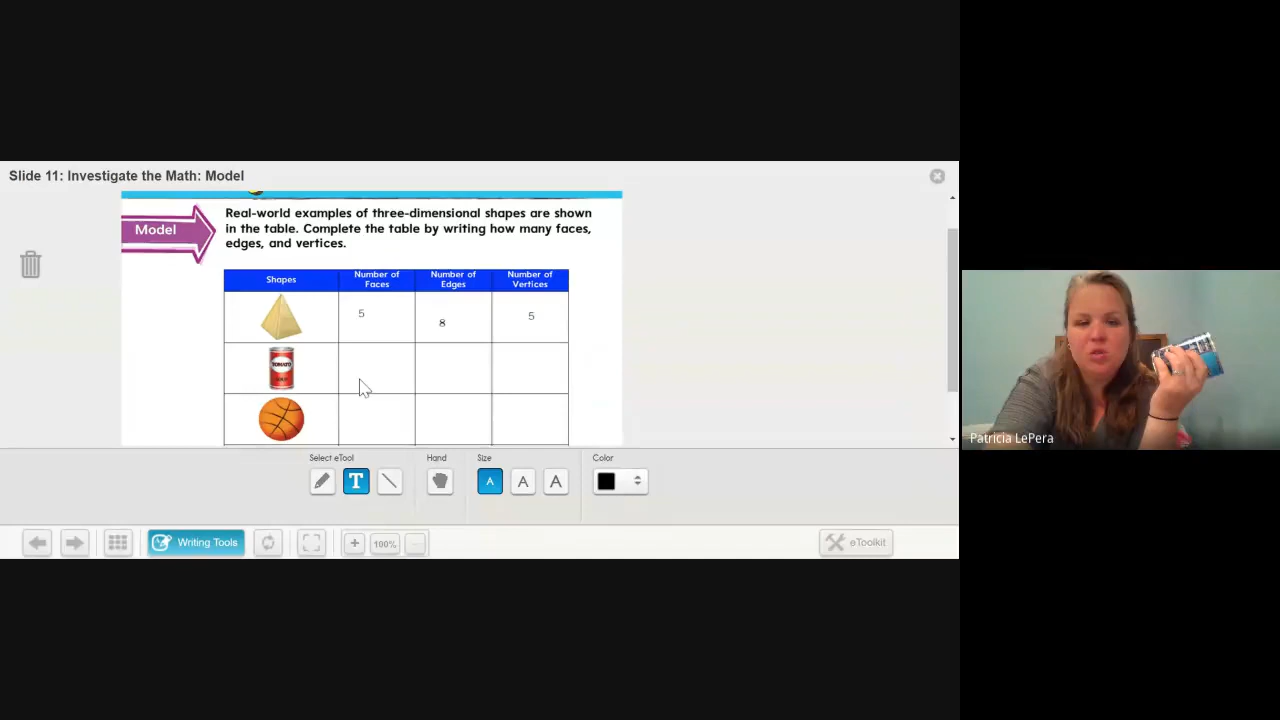 Slide 11: Investigate the Math: Model
Model
Real-world examples of three-dimensional shapes are shown
in the table. Complete the table by writing how many faces,
edges, and vertices.
Shapes
Number of
Faces
Number of
Edges
Number of
Vertices
5
8
5
TOMATO
Patricia LePera
Select eTool
Hand
Size
Color
T
A
A
A
Writing Tools
100%
eToolkit